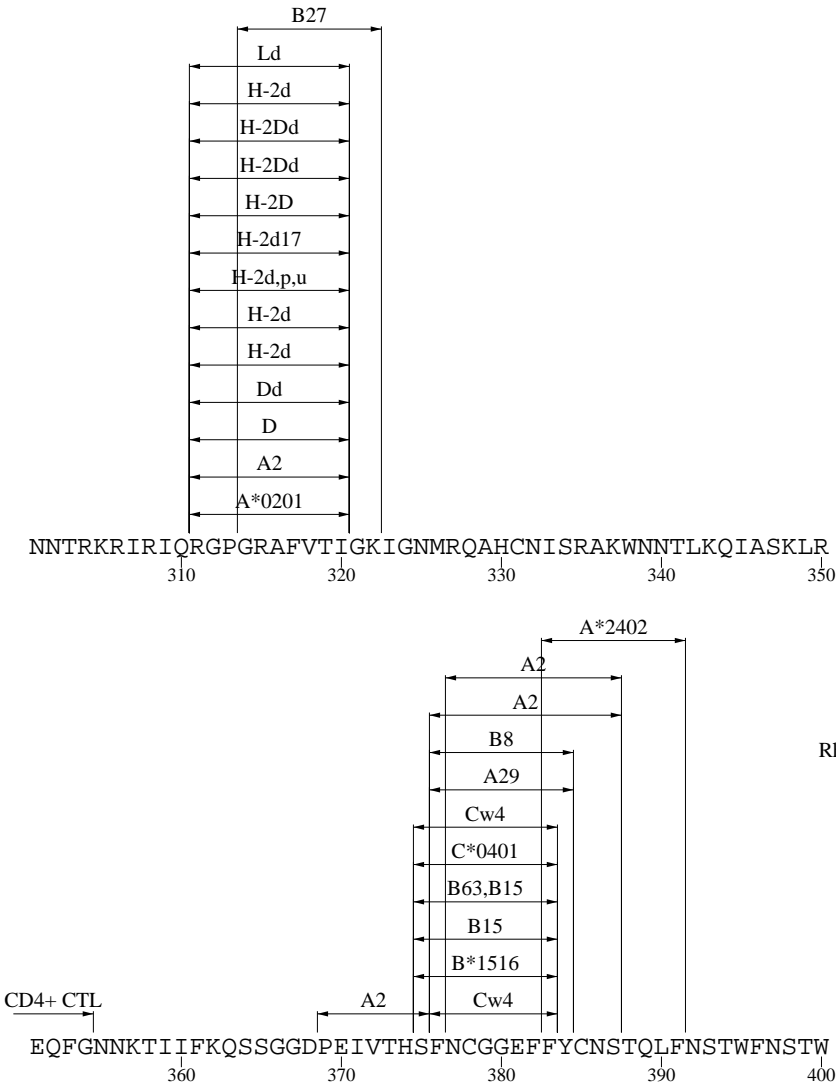 B27
Ld
H-2d
H-2Dd
H-2Dd
H-2D
H-2d17
H-2d,p,u
H-2d
H-2d
Dd
D
A2
A*0201
NNTRKRIRIQRGPGRAFVTIGKIGNMRQAHCNISRAKWNNTLKQIASKLR
310 320 330 340 350
A*2402
A2
A2
B8
A29
Cw4
C*0401
B63,B15
B15
B*1516
CD4+ CTL A2 Cw4
EQFGNNKTIIFKQSSGGDPEIVTHSFNCGGEFFYCNSTQLFNSTWFNSTW
360 370 380 390 400